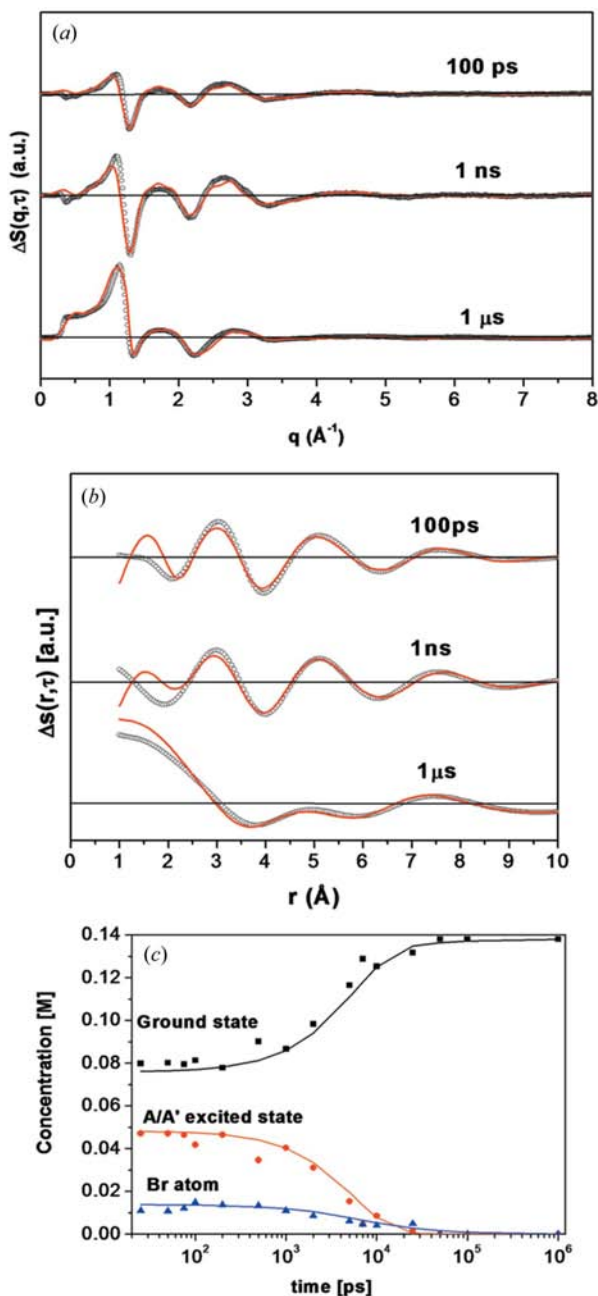 (a)
100 ps
1 ns
1 μs
ΔS(q,τ) (a.u.)
0 1 2 3 4 5 6 7 8
q (Å⁻¹)
(b)
100ps
1ns
1μs
Δs(r,τ) [a.u.]
0 1 2 3 4 5 6 7 8 9 10
r (Å)
(c)
0.14
0.12
0.10
0.08
0.06
0.04
0.02
0.00
Concentration [M]
Ground state
A/A' excited state
Br atom
10² 10³ 10⁴ 10⁵ 10⁶
time [ps]